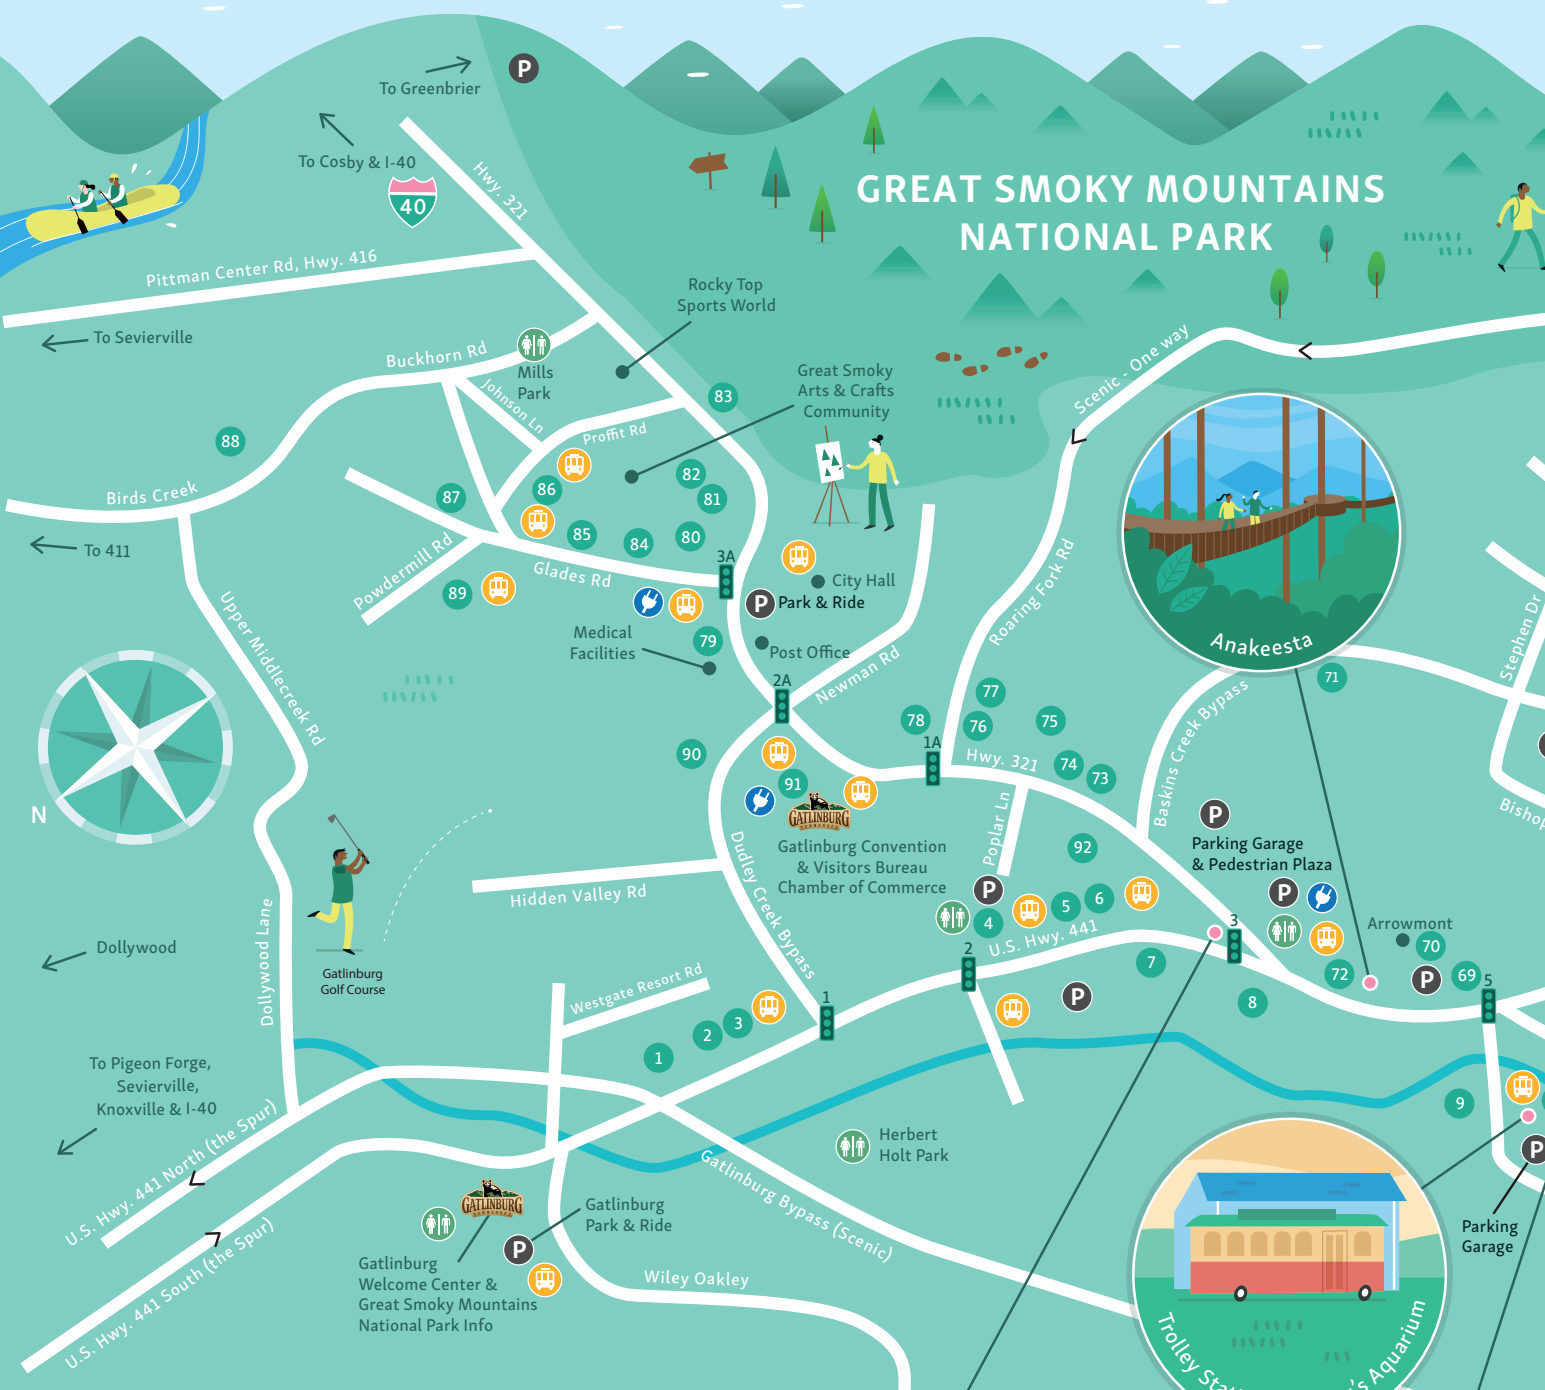 To Greenbrier
P
To Cosby & I-40
40
Hwy. 321
GREAT SMOKY MOUNTAINS
NATIONAL PARK
Pittman Center Rd, Hwy. 416
To Sevierville
Rocky Top
Sports World
Buckhorn Rd
Mills
Park
Johnson Ln
Proffit Rd
83
Great Smoky
Arts & Crafts
Community
Scenic - One way
88
Birds Creek
To 411
87
86
82
81
85
84
80
3A
Powdermill Rd
Glades Rd
89
City Hall
P
Park & Ride
Medical
Facilities
79
Post Office
Newman Rd
2A
Roaring Fork Rd
Anakeesta
71
Stephen Dr
Bishop
Upper Middlecreek Rd
N
90
91
GATLINBURG
TENNESSEE
Gatlinburg Convention
& Visitors Bureau
Chamber of Commerce
78
77
76
75
1A
Hwy. 321
74
73
Baskins Creek Bypass
Poplar Ln
92
P
Parking Garage
& Pedestrian Plaza
P
Hidden Valley Rd
Dudley Creek Bypass
P
4
5
6
U.S. Hwy. 441
2
7
3
8
72
Arrowmont
70
P
69
5
Dollywood
Dollywood Lane
Gatlinburg
Golf Course
Westgate Resort Rd
1
2
3
1
P
9
P
To Pigeon Forge,
Sevierville,
Knoxville & I-40
U.S. Hwy. 441 North (the Spur)
U.S. Hwy. 441 South (the Spur)
Herbert
Holt Park
Gatlinburg Bypass (Scenic)
GATLINBURG
TENNESSEE
Gatlinburg
Park & Ride
P
Gatlinburg
Welcome Center &
Great Smoky Mountains
National Park Info
Wiley Oakley
Parking
Garage
Trolley
's Aquarium